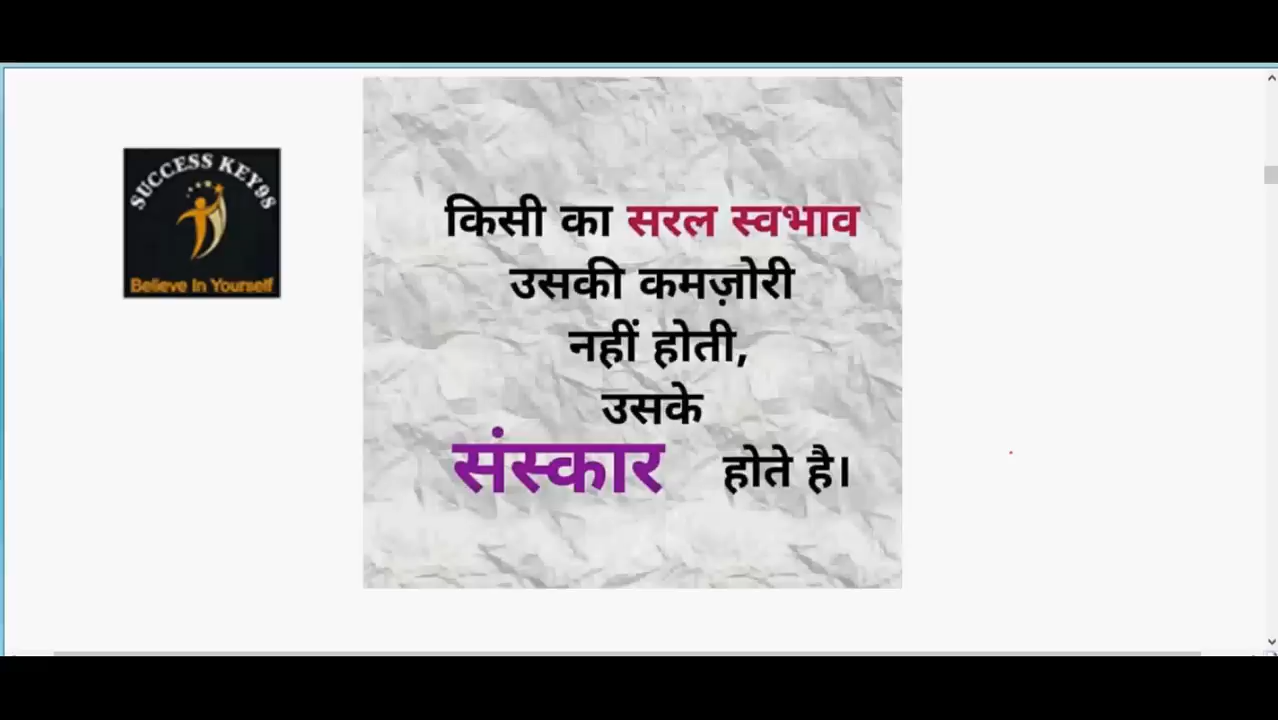 SUCCESS KEY98
Believe In Yourself
किसी का सरल स्वभाव
उसकी कमज़ोरी
नहीं होती,
उसके
संस्कार होते है।